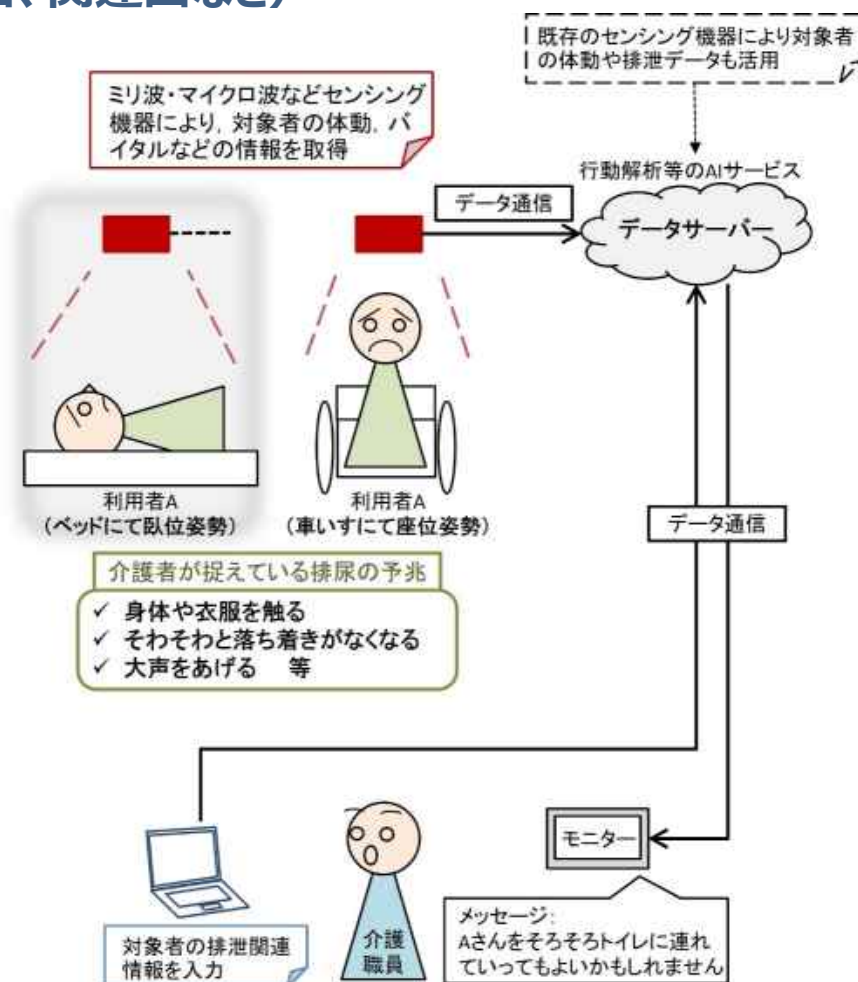 関連図など)
既存のセンシング機器により対象者
の体動や排泄データも活用
ミリ波・マイクロ波などセンシング
機器により，対象者の体動，バ
イタルなどの情報を取得
行動解析等のAIサービス
データ通信
データサーバー
利用者A
(ベッドにて臥位姿勢)
利用者A
(車いすにて座位姿勢)
データ通信
介護者が捉えている排尿の予兆
✓ 身体や衣服を触る
✓ そわそわと落ち着きがなくなる
✓ 大声をあげる 等
モニター
対象者の排泄関連
情報を入力
介護
職員
メッセージ:
Aさんをそろそろトイレに連れ
ていってもよいかもしれません